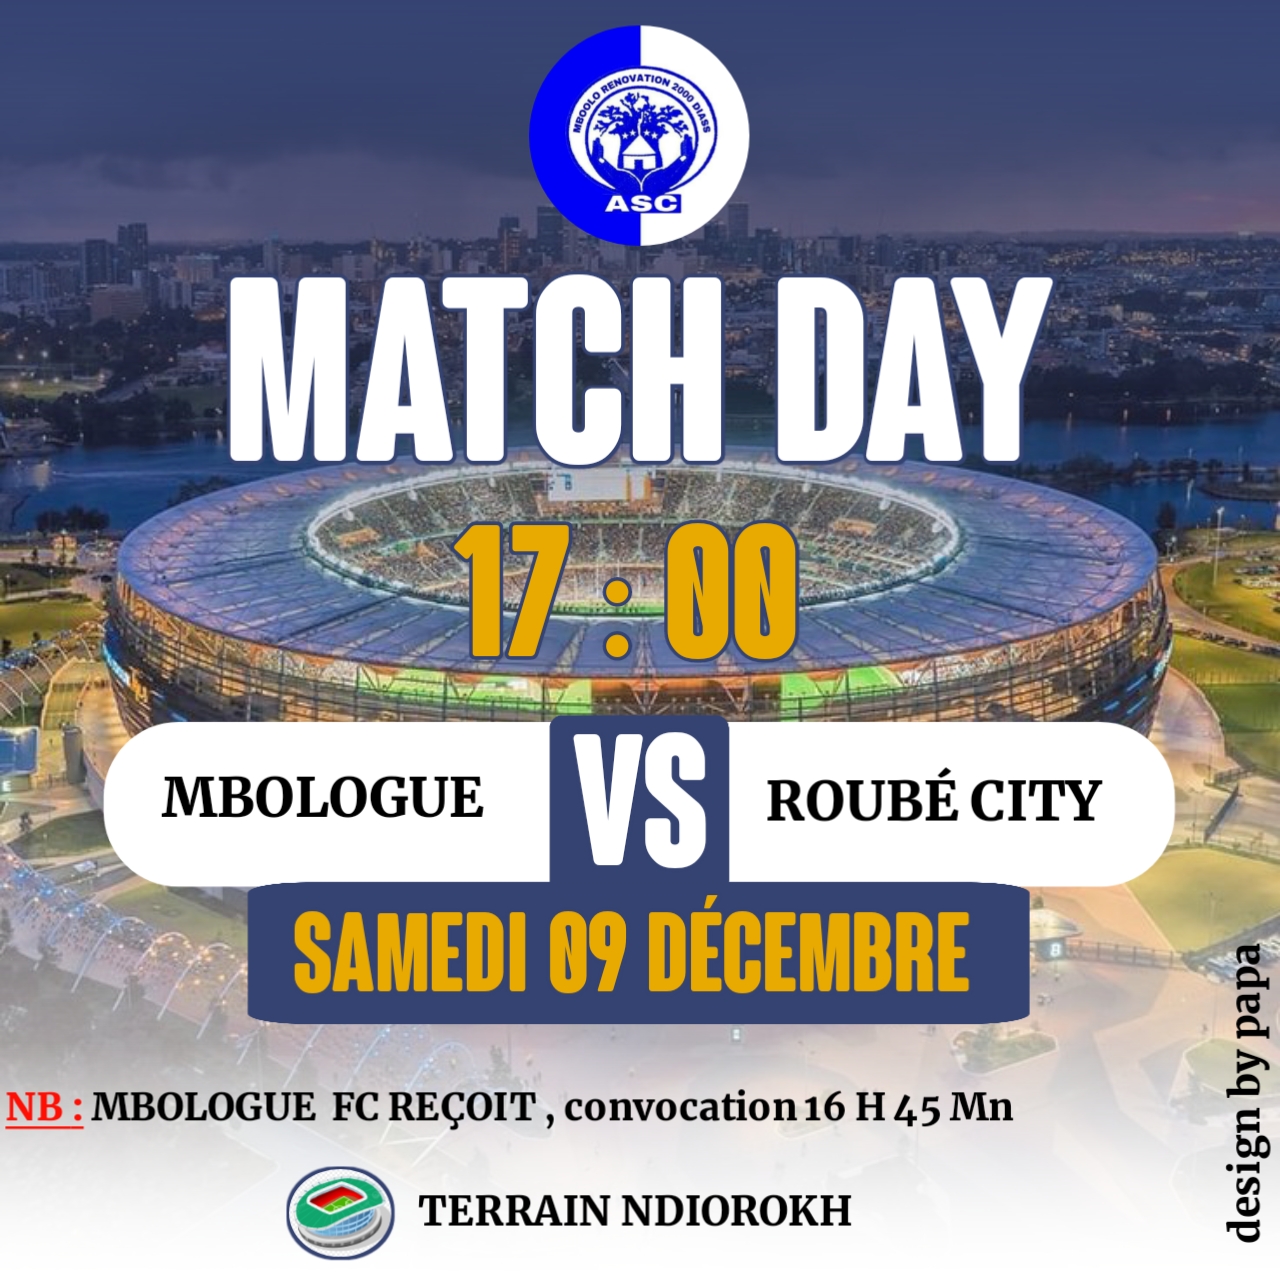 MBOOLO RENOVATION 2000 DIASS
ASC
MATCH DAY
17 : 00
MBOLOGUE
VS
ROUBÉ CITY
SAMEDI 09 DÉCEMBRE
NB : MBOLOGUE FC REÇOIT , convocation 16 H 45 Mn
TERRAIN NDIOROKH
design by papa